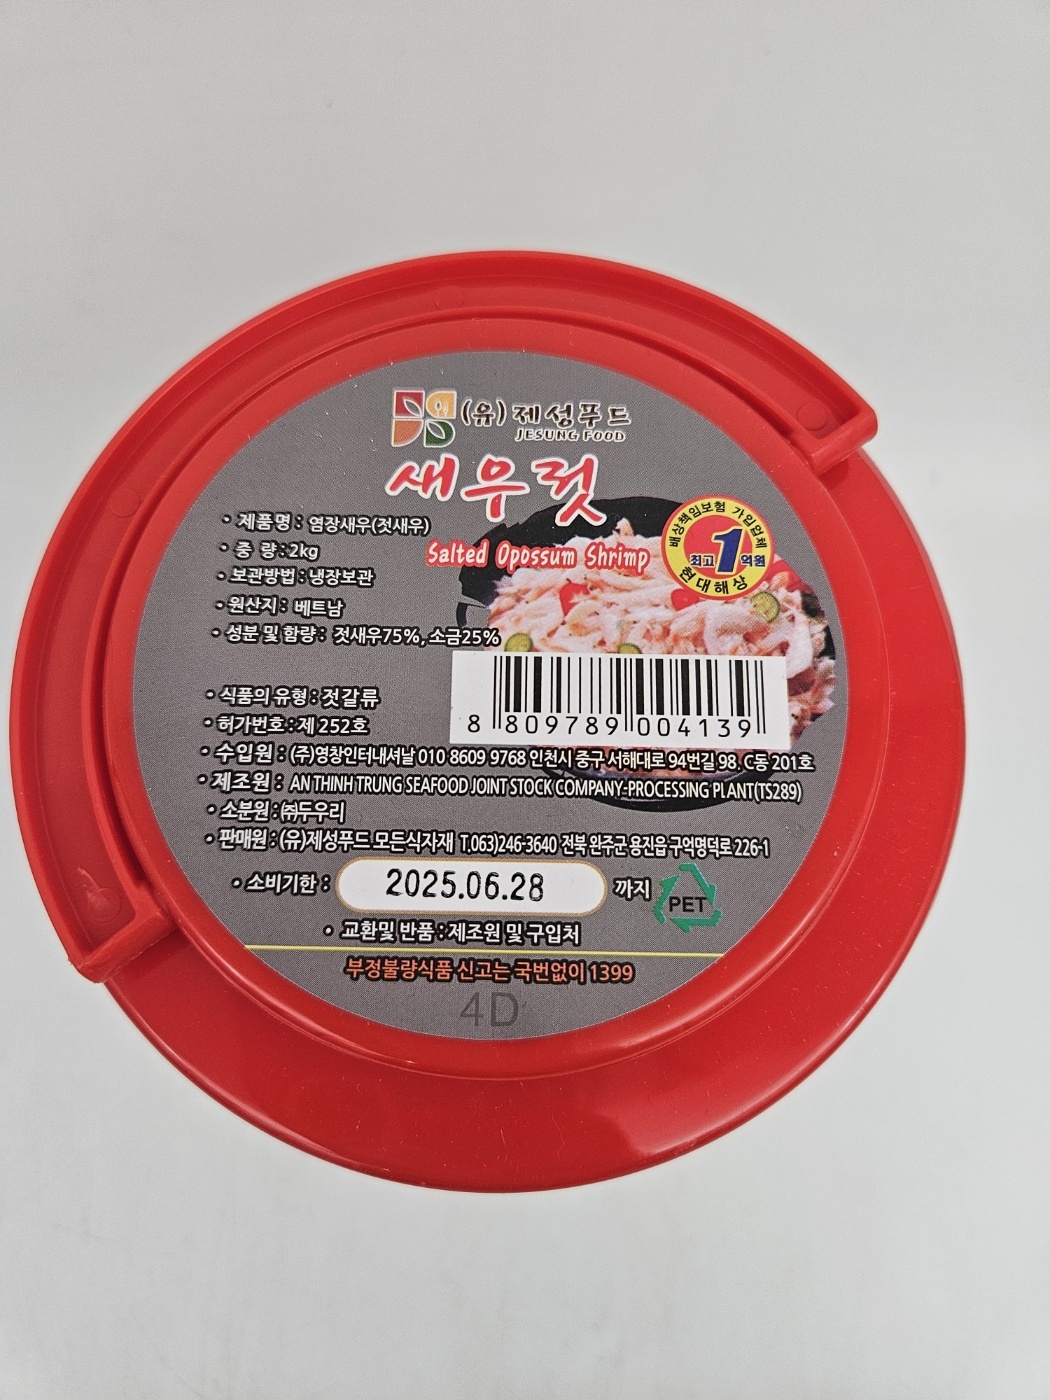 (유)제성푸드
JESUNG FOOD
새우젓
Salted Opossum Shrimp
배상책임보험 가입업체
최고 1억원
현대해상
• 제품명 : 염장새우(젓새우)
• 중 량 : 2kg
• 보관방법 : 냉장보관
• 원산지 : 베트남
• 성분 및 함량 : 젓새우75%, 소금25%
8 809789 004139
• 식품의 유형 : 젓갈류
• 허가번호 : 제 252호
• 수입원 : (주)영창인터내셔날 010 8609 9768 인천시 중구 서해대로 94번길 98. C동 201호
• 제조원 : AN THINH TRUNG SEAFOOD JOINT STOCK COMPANY-PROCESSING PLANT(TS289)
• 소분원 : ㈜두우리
• 판매원 : (유)제성푸드 모든식자재 T.063)246-3640 전북 완주군 용진읍 구억명덕로 226-1
• 소비기한 : 2025.06.28 까지
PET
• 교환및 반품 : 제조원 및 구입처
부정불량식품 신고는 국번없이 1399
4D